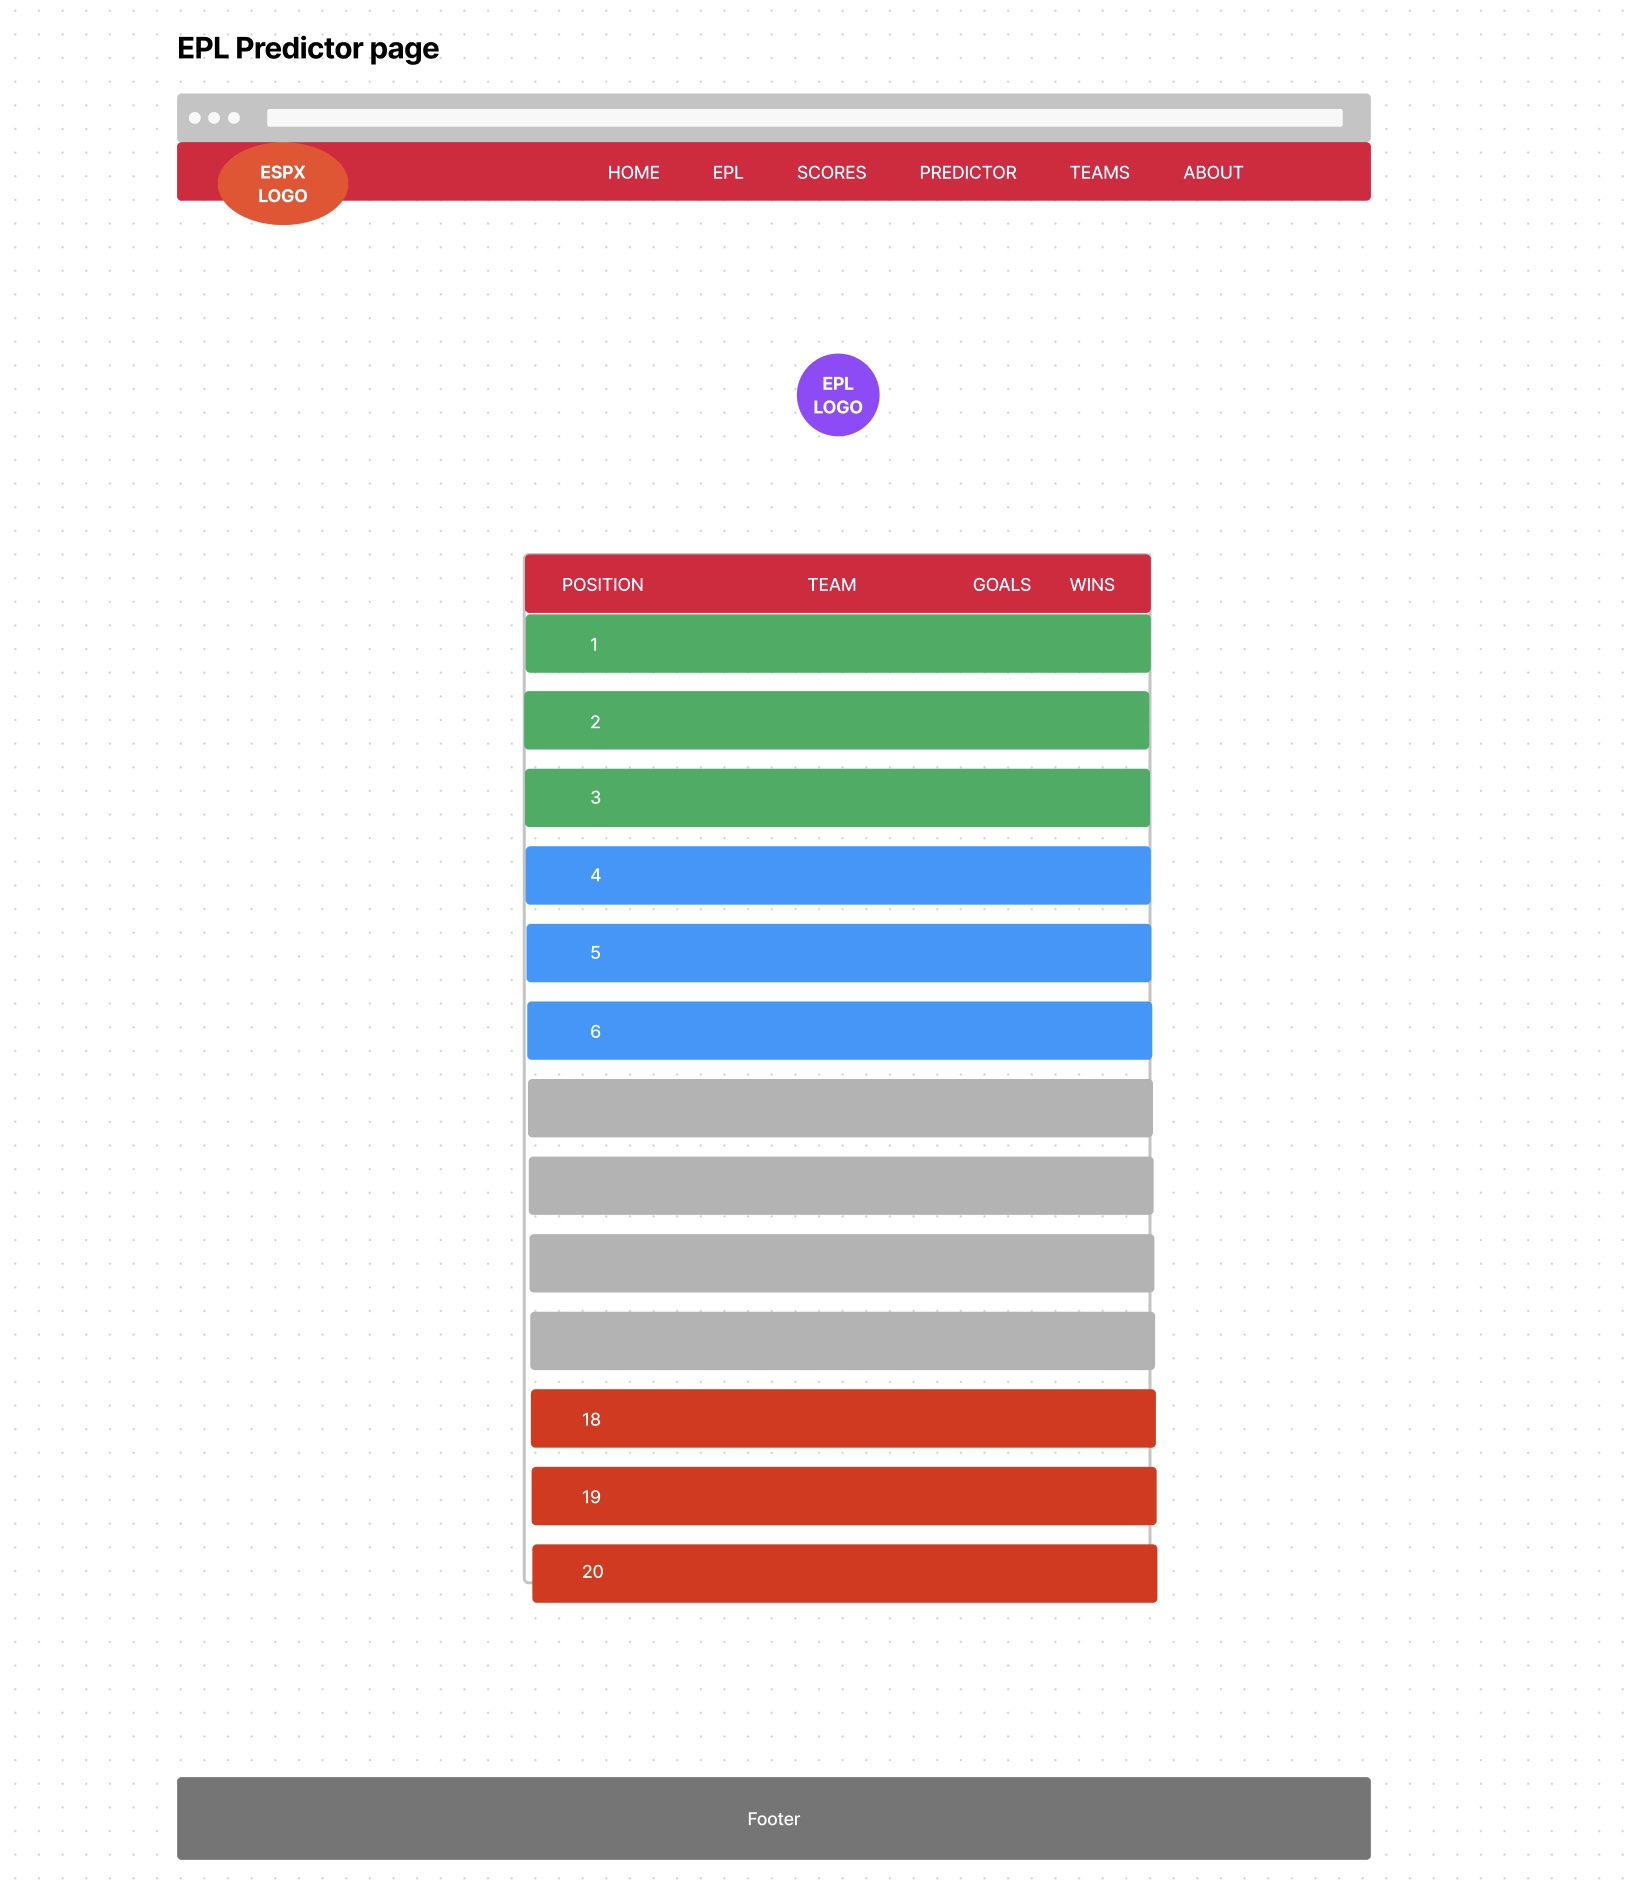 EPL Predictor page
ESPX
LOGO
HOME EPL SCORES PREDICTOR TEAMS ABOUT
EPL
LOGO
POSITION TEAM GOALS WINS
1
2
3
4
5
6
18
19
20
Footer